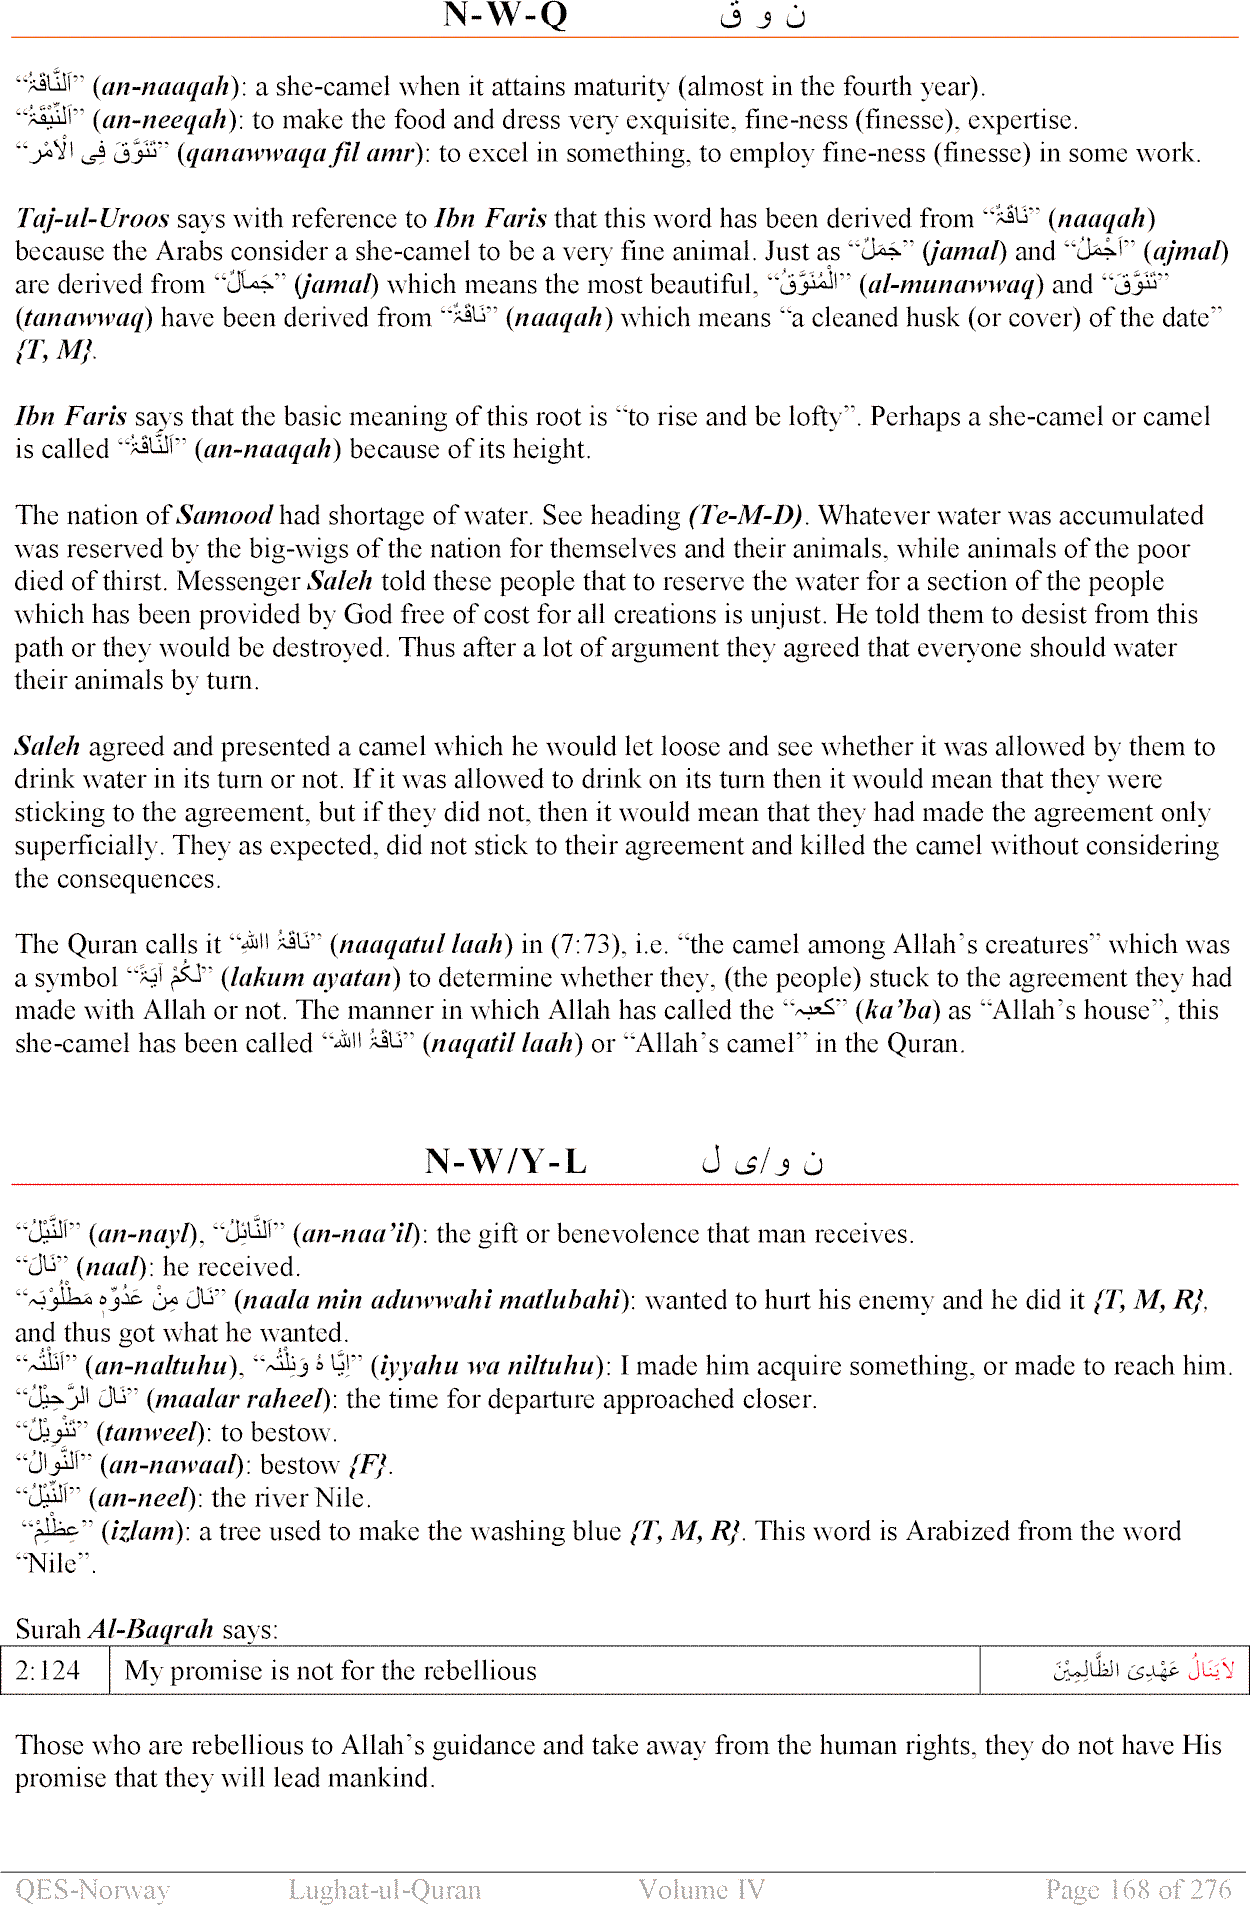 N-W-Q ن و ق
“اَلنَّاقَۃُ” (an-naaqah): a she-camel when it attains maturity (almost in the fourth year).
“اَلنِّیْقَۃُ” (an-neeqah): to make the food and dress very exquisite, fine-ness (finesse), expertise.
“تَنَوَّقَ فِی الْاَمْرِ” (qanawwaqa fil amr): to excel in something, to employ fine-ness (finesse) in some work.
Taj-ul-Uroos says with reference to Ibn Faris that this word has been derived from “نَاقَۃٌ” (naaqah)
because the Arabs consider a she-camel to be a very fine animal. Just as “جَمَلٌ” (jamal) and “اَجْمَلُ” (ajmal)
are derived from “جَمَالٌ” (jamal) which means the most beautiful, “الْمُنَوَّقُ” (al-munawwaq) and “تَنَوَّقَ”
(tanawwaq) have been derived from “نَاقَۃٌ” (naaqah) which means “a cleaned husk (or cover) of the date”
{T, M}.
Ibn Faris says that the basic meaning of this root is “to rise and be lofty”. Perhaps a she-camel or camel
is called “اَلنَّاقَۃُ” (an-naaqah) because of its height.
The nation of Samood had shortage of water. See heading (Te-M-D). Whatever water was accumulated
was reserved by the big-wigs of the nation for themselves and their animals, while animals of the poor
died of thirst. Messenger Saleh told these people that to reserve the water for a section of the people
which has been provided by God free of cost for all creations is unjust. He told them to desist from this
path or they would be destroyed. Thus after a lot of argument they agreed that everyone should water
their animals by turn.
Saleh agreed and presented a camel which he would let loose and see whether it was allowed by them to
drink water in its turn or not. If it was allowed to drink on its turn then it would mean that they were
sticking to the agreement, but if they did not, then it would mean that they had made the agreement only
superficially. They as expected, did not stick to their agreement and killed the camel without considering
the consequences.
The Quran calls it “نَاقَۃُ اللّٰہِ” (naaqatul laah) in (7:73), i.e. “the camel among Allah’s creatures” which was
a symbol “لَکُمْ آیَۃً” (lakum ayatan) to determine whether they, (the people) stuck to the agreement they had
made with Allah or not. The manner in which Allah has called the “کعبہ” (ka’ba) as “Allah’s house”, this
she-camel has been called “نَاقَۃُ اللّٰہ” (naqatil laah) or “Allah’s camel” in the Quran.
N-W/Y-L ن و/ی ل
“اَلنَّیْلُ” (an-nayl), “اَلنَّائِلُ” (an-naa’il): the gift or benevolence that man receives.
“نَالَ” (naal): he received.
“نَالَ مِنْ عَدُوِّہٖ مَطْلُوْبَہٗ” (naala min aduwwahi matlubahi): wanted to hurt his enemy and he did it {T, M, R},
and thus got what he wanted.
“اَنَلْتُہٗ” (an-naltuhu), “اِیَّا ہُ وَنِلْتُہٗ” (iyyahu wa niltuhu): I made him acquire something, or made to reach him.
“نَالَ الرَّحِیْلُ” (maalar raheel): the time for departure approached closer.
“تَنْوِیْلٌ” (tanweel): to bestow.
“اَلنَّوالُ” (an-nawaal): bestow {F}.
“اَلنِّیْلُ” (an-neel): the river Nile.
“عِظْلِمْ” (izlam): a tree used to make the washing blue {T, M, R}. This word is Arabized from the word
“Nile”.
Surah Al-Baqrah says:
2:124 My promise is not for the rebellious لاَیَنَالُ عَھْدِیَ الظَّالِمِیْنَ
Those who are rebellious to Allah’s guidance and take away from the human rights, they do not have His
promise that they will lead mankind.
QES-Norway Lughat-ul-Quran Volume IV Page 168 of 276